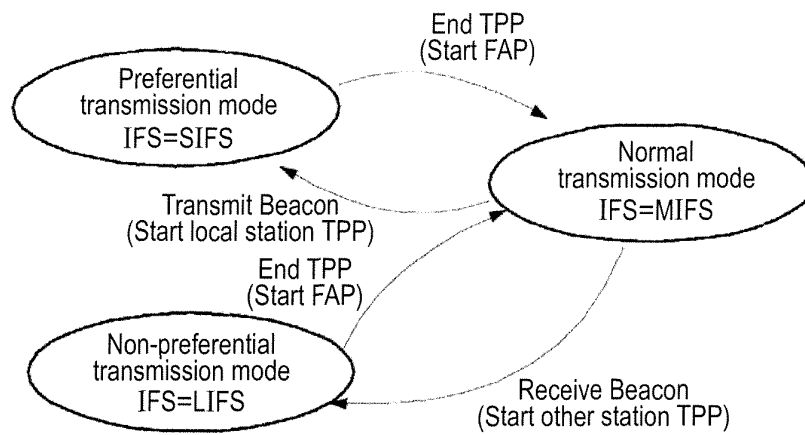 End TPP
(Start FAP)
Preferential
transmission mode
IFS=SIFS
Normal
transmission mode
IFS=MIFS
Transmit Beacon
(Start local station TPP)
End TPP
(Start FAP)
Non-preferential
transmission mode
IFS=LIFS
Receive Beacon
(Start other station TPP)